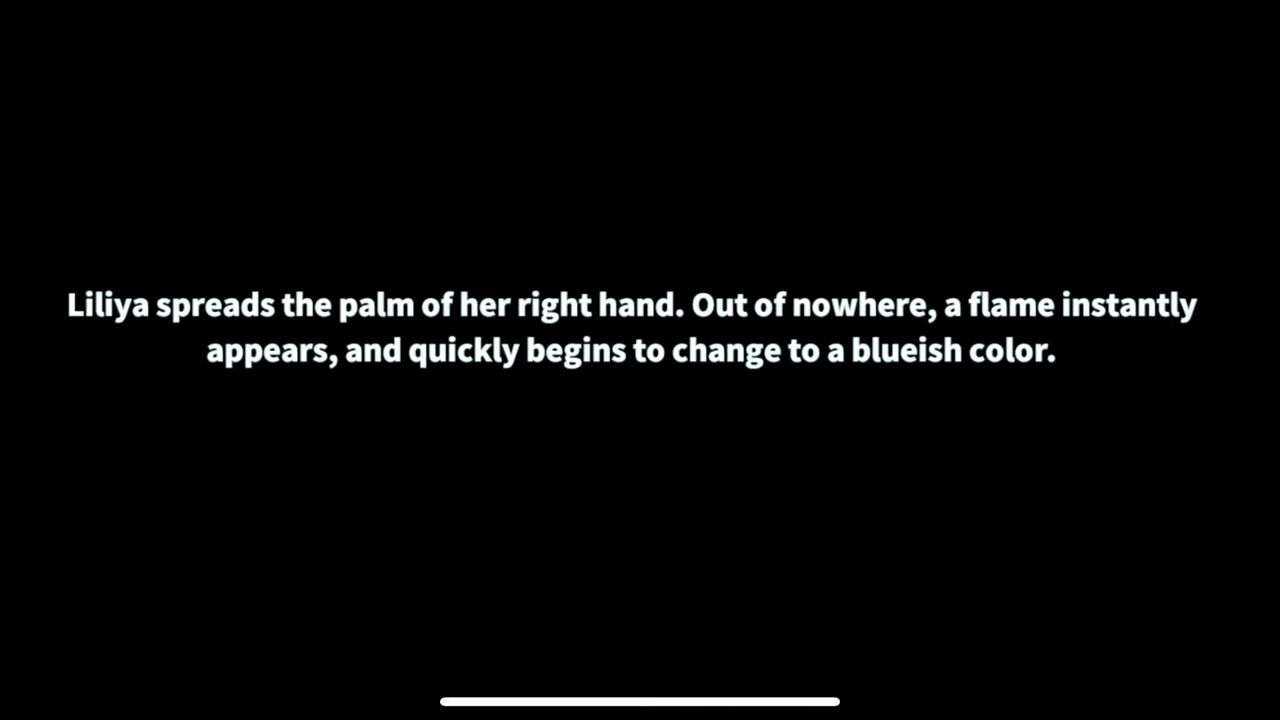 Liliya spreads the palm of her right hand. Out of nowhere, a flame instantly
appears, and quickly begins to change to a blueish color.